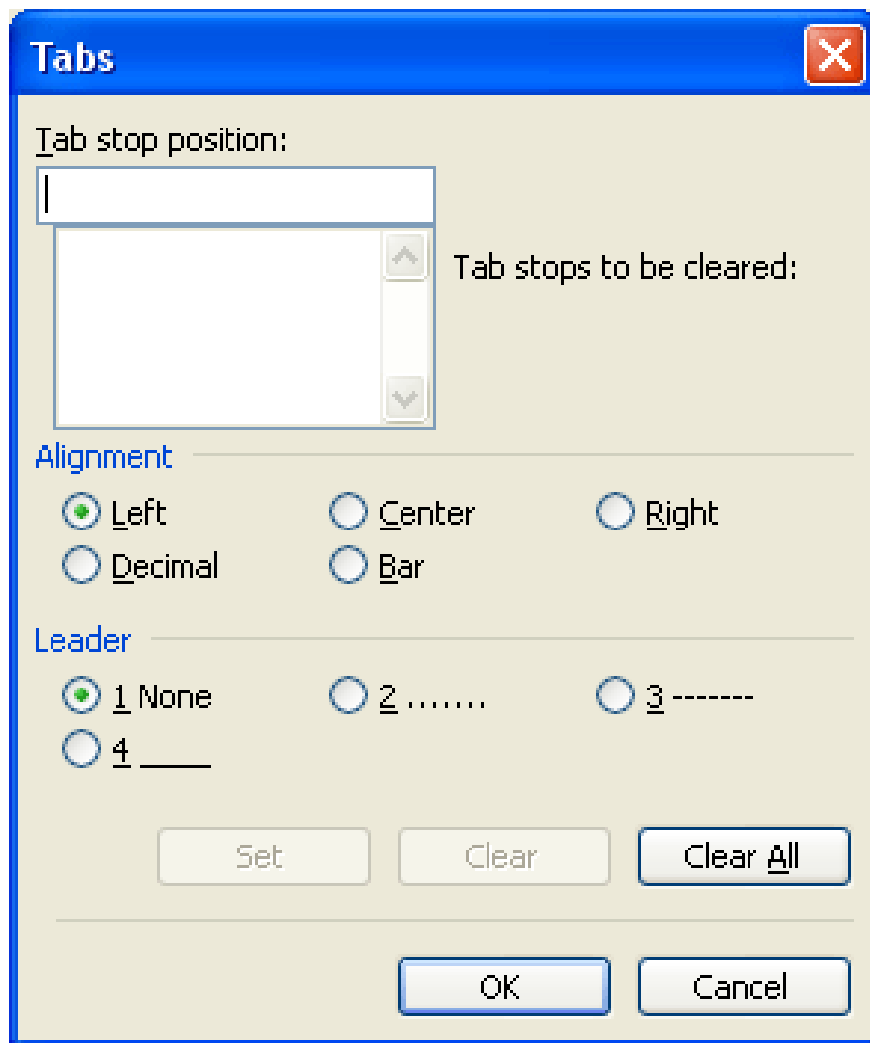 Tabs
Tab stop position:
Tab stops to be cleared:
Alignment
Left Center Right
Decimal Bar
Leader
1 None 2 ....... 3 -------
4 ____
Set Clear Clear All
OK Cancel